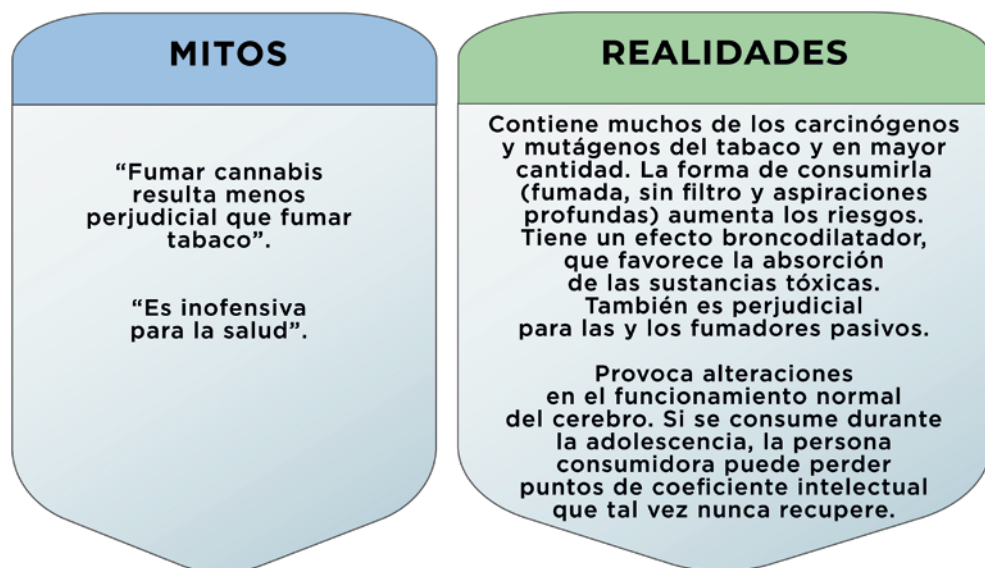 MITOS
“Fumar cannabis
resulta menos
perjudicial que fumar
tabaco”.
“Es inofensiva
para la salud”.
REALIDADES
Contiene muchos de los carcinógenos
y mutágenos del tabaco y en mayor
cantidad. La forma de consumirla
(fumada, sin filtro y aspiraciones
profundas) aumenta los riesgos.
Tiene un efecto broncodilatador,
que favorece la absorción
de las sustancias tóxicas.
También es perjudicial
para las y los fumadores pasivos.
Provoca alteraciones
en el funcionamiento normal
del cerebro. Si se consume durante
la adolescencia, la persona
consumidora puede perder
puntos de coeficiente intelectual
que tal vez nunca recupere.